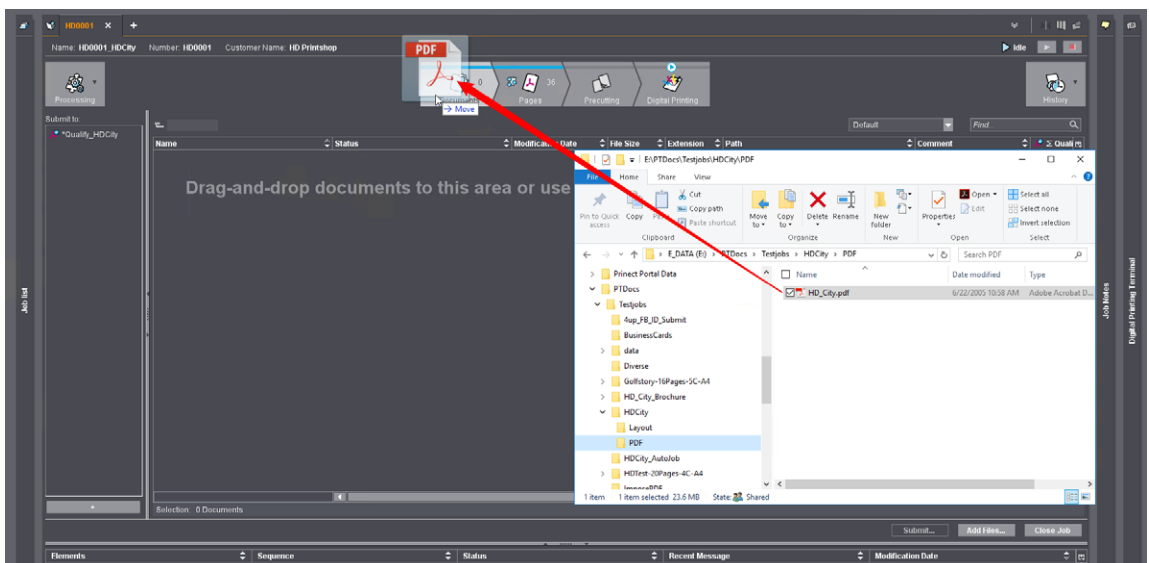 HD0001
Name: HD0001_HDCity Number: HD0001 Customer Name: HD Printshop
Idle
PDF
Processing
0
Documents
36
Pages
Precutting
Digital Printing
History
Move
Submit to:
*Qualify_HDCity
Default
Find...
Name Status Modification Date File Size Extension Path Comment
Drag-and-drop documents to this area or use
E:\PTDocs\Testjobs\HDCity\PDF
File Home Share View
Pin to Quick access
Copy
Cut
Copy path
Paste shortcut
Clipboard
Move to
Copy to
Delete
Rename
Organize
New folder
New
Properties
Open
Edit
Open
Select all
Select none
Invert selection
Select
E_DATA (E:) > PTDocs > Testjobs > HDCity > PDF
Search PDF
Prinect Portal Data
PTDocs
Testjobs
4up_FB_ID_Submit
BusinessCards
data
Diverse
Golfstory-16Pages-5C-A4
HD_City_Brochure
HDCity
Layout
PDF
HDCity_AutoJob
HDTest-20Pages-4C-A4
ImposePDF
Name Date modified Type
HD_City.pdf 6/22/2005 10:58 AM Adobe Acrobat D...
1 item 1 item selected 23.6 MB State: Shared
Job list
Job Notes
Digital Printing Terminal
Selection: 0 Documents
Submit... Add Files... Close Job
Elements Sequence Status Recent Message Modification Date